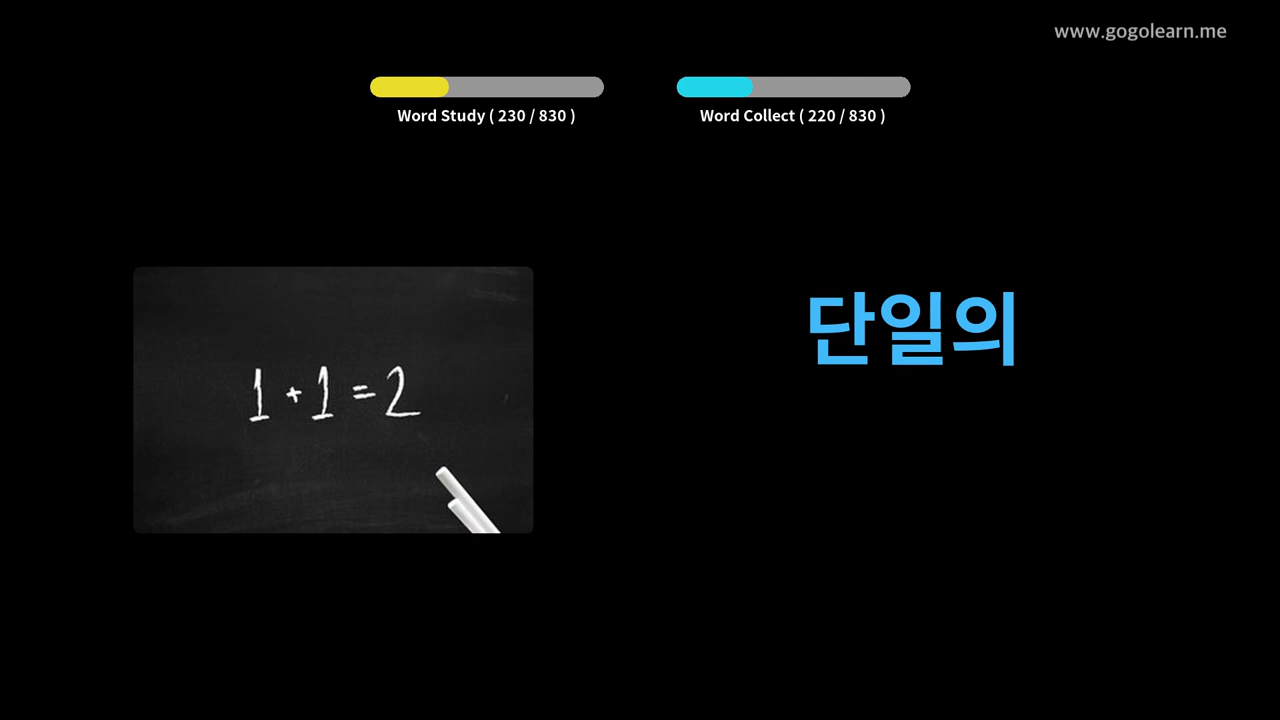 www.gogolearn.me
Word Study ( 230 / 830 )
Word Collect ( 220 / 830 )
1 + 1 = 2
단일의